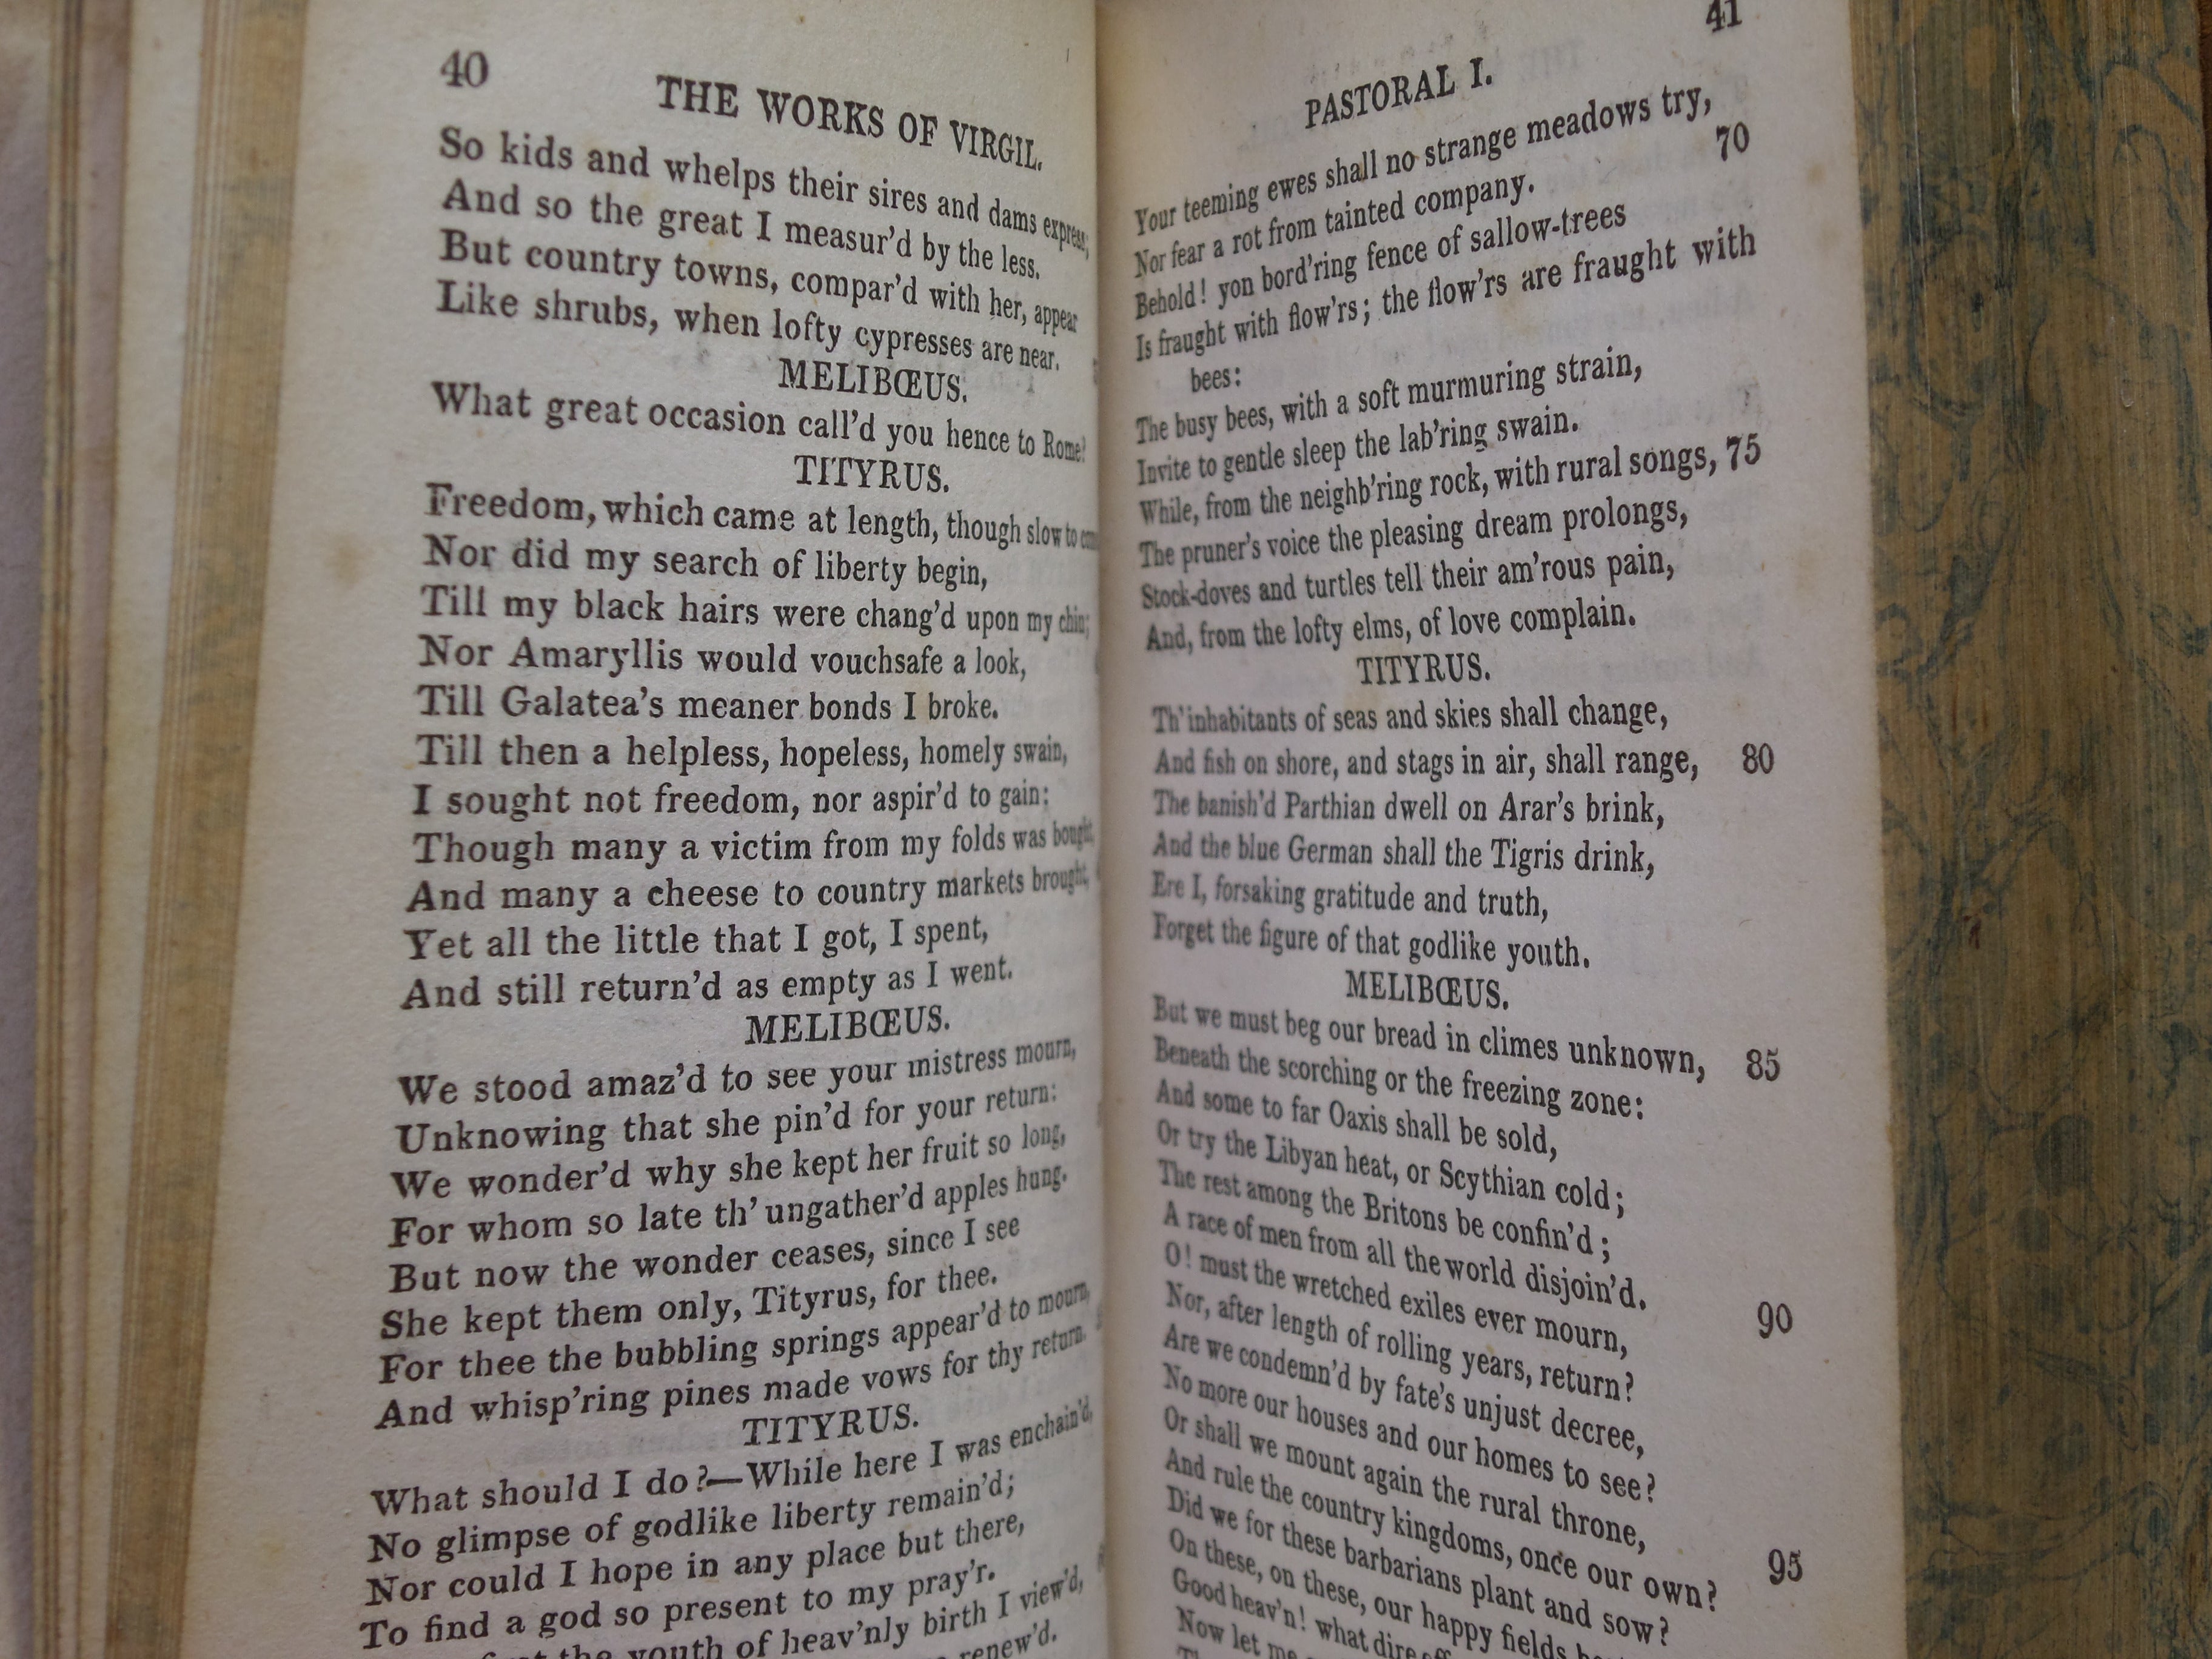 40
THE WORKS OF VIRGIL.
So kids and whelps their sires and dams express;
And so the great I measur'd by the less.
But country towns, compar'd with her, appear
Like shrubs, when lofty cypresses are near.
MELIBŒUS.
What great occasion call'd you hence to Rome?
TITYRUS.
Freedom, which came at length, though slow to
Nor did my search of liberty begin,
Till my black hairs were chang'd upon my chin;
Nor Amaryllis would vouchsafe a look,
Till Galatea's meaner bonds I broke.
Till then a helpless, hopeless, homely swain,
I sought not freedom, nor aspir'd to gain:
Though many a victim from my folds was bought,
And many a cheese to country markets brought,
Yet all the little that I got, I spent,
And still return'd as empty as I went.
MELIBŒUS.
We stood amaz'd to see your mistress mourn,
Unknowing that she pin'd for your return:
We wonder'd why she kept her fruit so long,
For whom so late th' ungather'd apples hung.
But now the wonder ceases, since I see
She kept them only, Tityrus, for thee.
For thee the bubbling springs appear'd to mourn,
And whisp'ring pines made vows for thy return.
TITYRUS.
What should I do?—While here I was enchain'd,
No glimpse of godlike liberty remain'd;
Nor could I hope in any place but there,
To find a god so present to my pray'r.
the youth of heav'nly birth I view'd,
renew'd.
41
PASTORAL I.
Your teeming ewes shall no strange meadows try,
Nor fear a rot from tainted company. 70
Behold! yon bord'ring fence of sallow-trees
Is fraught with flow'rs; the flow'rs are fraught with
bees:
The busy bees, with a soft murmuring strain,
Invite to gentle sleep the lab'ring swain.
While, from the neighb'ring rock, with rural songs, 75
The pruner's voice the pleasing dream prolongs,
Stock-doves and turtles tell their am'rous pain,
And, from the lofty elms, of love complain.
TITYRUS.
Th' inhabitants of seas and skies shall change,
And fish on shore, and stags in air, shall range, 80
The banish'd Parthian dwell on Arar's brink,
And the blue German shall the Tigris drink,
Ere I, forsaking gratitude and truth,
Forget the figure of that godlike youth.
MELIBŒUS.
But we must beg our bread in climes unknown, 85
Beneath the scorching or the freezing zone:
And some to far Oaxis shall be sold,
Or try the Libyan heat, or Scythian cold;
The rest among the Britons be confin'd;
A race of men from all the world disjoin'd. 90
O! must the wretched exiles ever mourn,
Nor, after length of rolling years, return?
Are we condemn'd by fate's unjust decree,
No more our houses and our homes to see?
Or shall we mount again the rural throne, 95
And rule the country kingdoms, once our own?
Did we for these barbarians plant and sow?
On these, on these, our happy fields
Good heav'n! what dire
Now let me